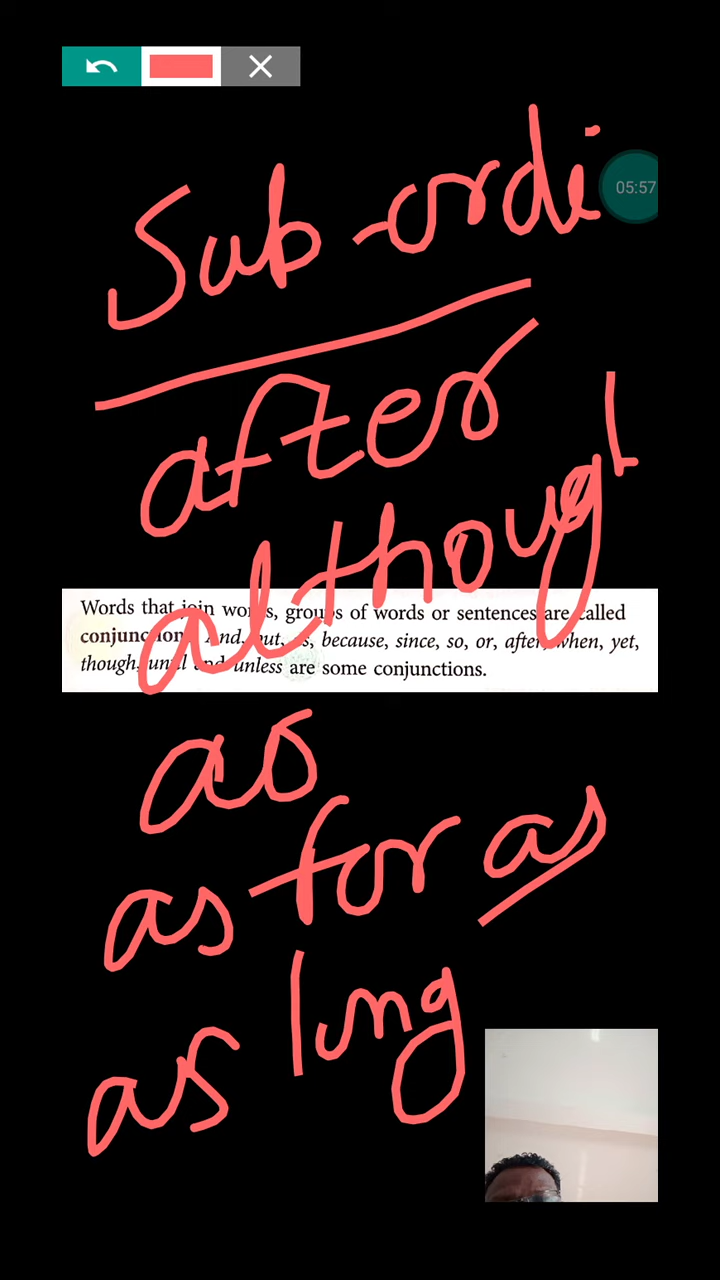 05:57
Sub-ordi
after
although
Words that join words, groups of words or sentences are called
conjunction. And, but, as, because, since, so, or, after, when, yet,
though, until and unless are some conjunctions.
as
as for as
as long